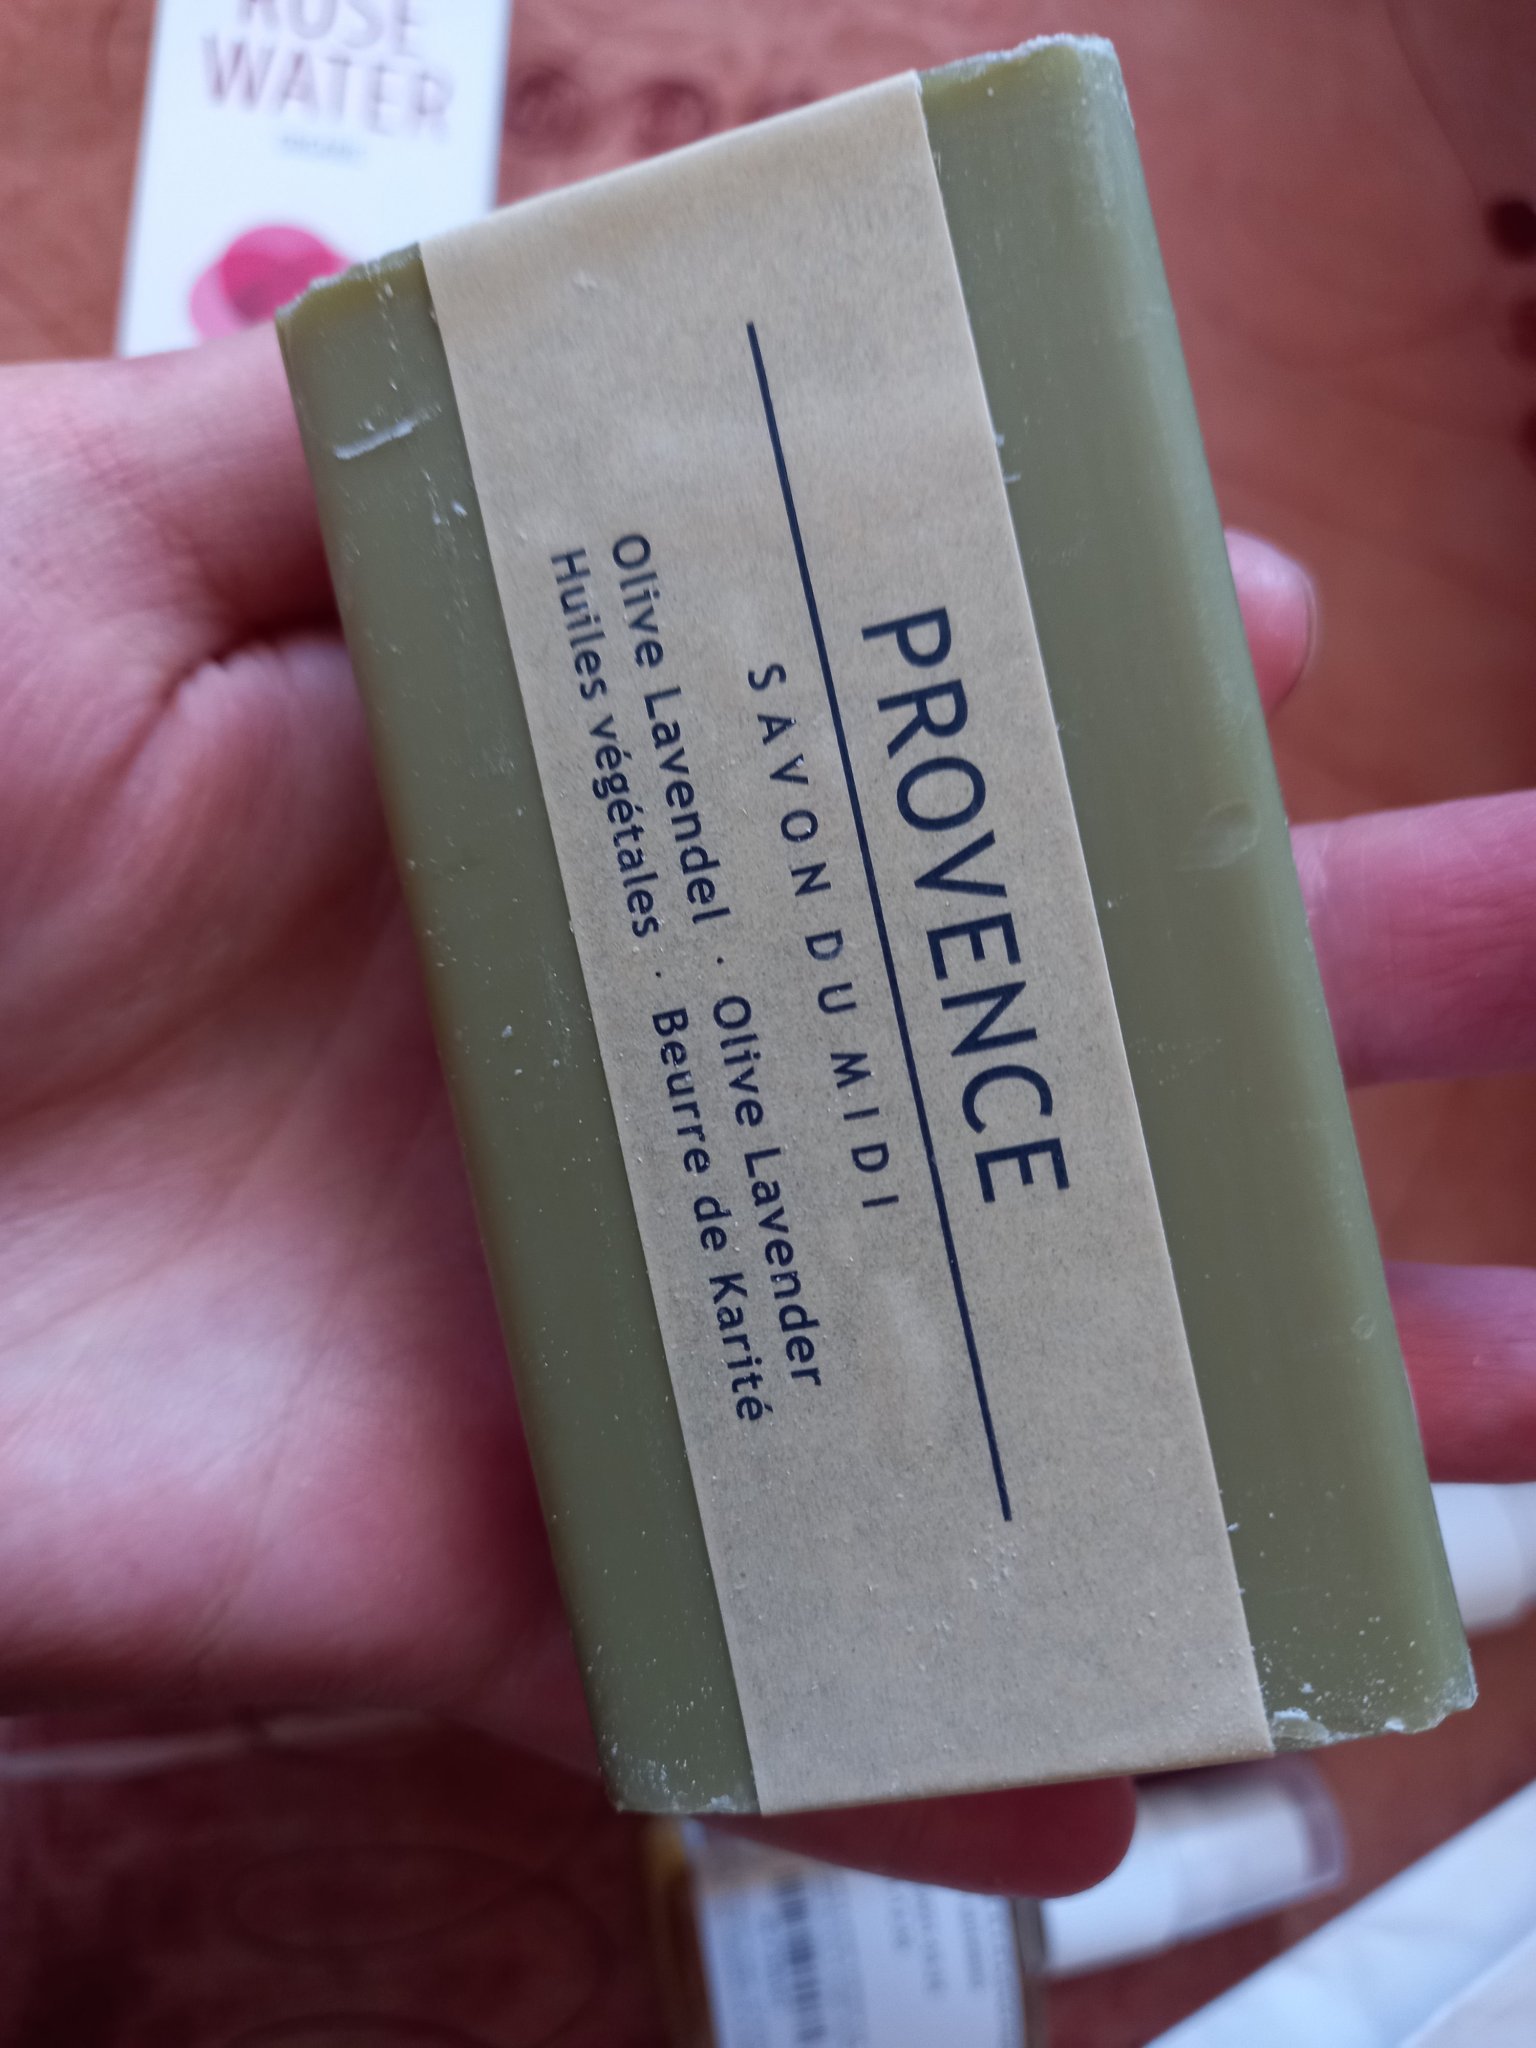 ROSE
WATER
PROVENCE
SAVON DU MIDI
Olive Lavendel · Olive Lavender
Huiles végétales · Beurre de Karité